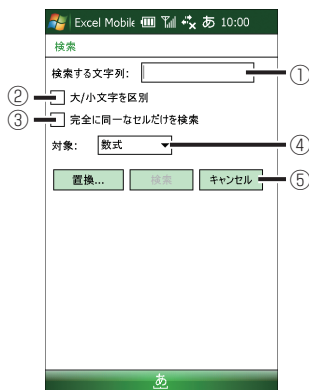 Excel Mobile あ 10:00
検索
検索する文字列: ①
② 大/小文字を区別
③ 完全に同一なセルだけを検索
対象: 数式 ④
置換... 検索 キャンセル ⑤
あ